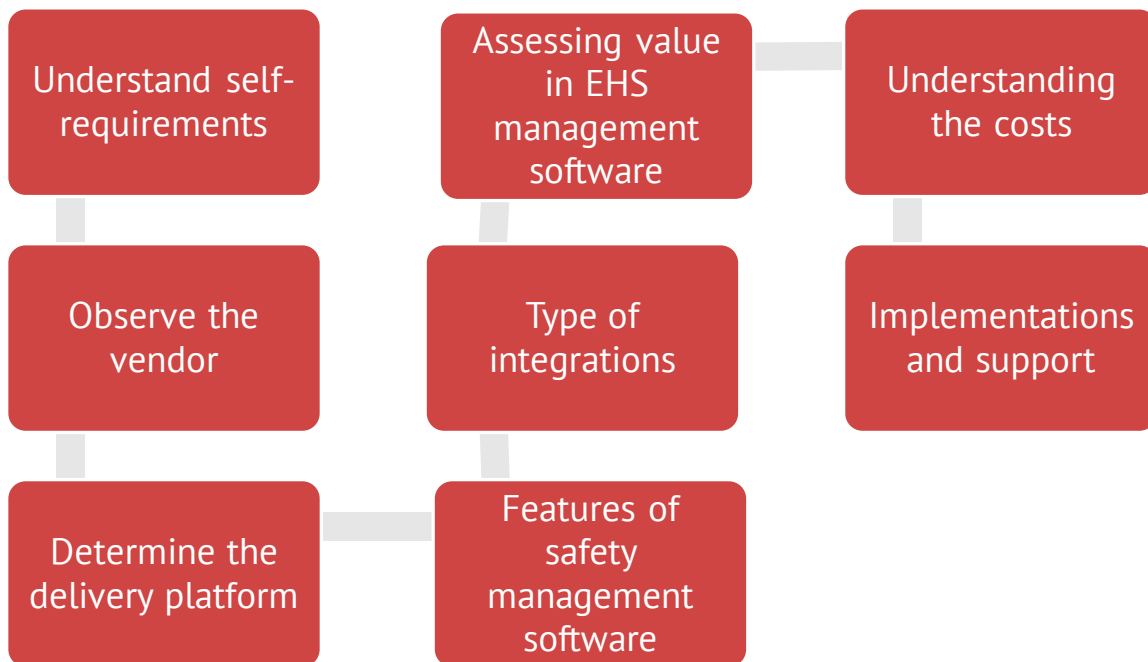 Understand self-
requirements
Observe the
vendor
Determine the
delivery platform
Features of
safety
management
software
Type of
integrations
Assessing value
in EHS
management
software
Understanding
the costs
Implementations
and support